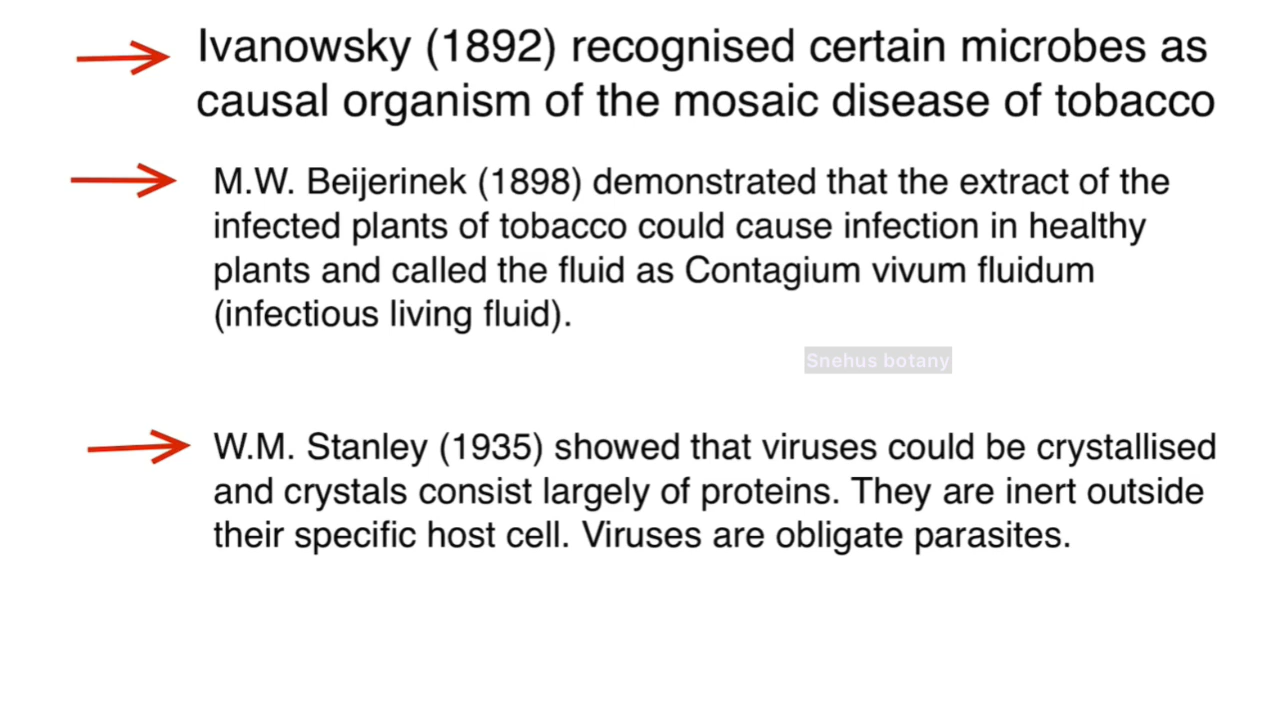 Ivanowsky (1892) recognised certain microbes as
causal organism of the mosaic disease of tobacco
M.W. Beijerinek (1898) demonstrated that the extract of the
infected plants of tobacco could cause infection in healthy
plants and called the fluid as Contagium vivum fluidum
(infectious living fluid).
Snehus botany
W.M. Stanley (1935) showed that viruses could be crystallised
and crystals consist largely of proteins. They are inert outside
their specific host cell. Viruses are obligate parasites.